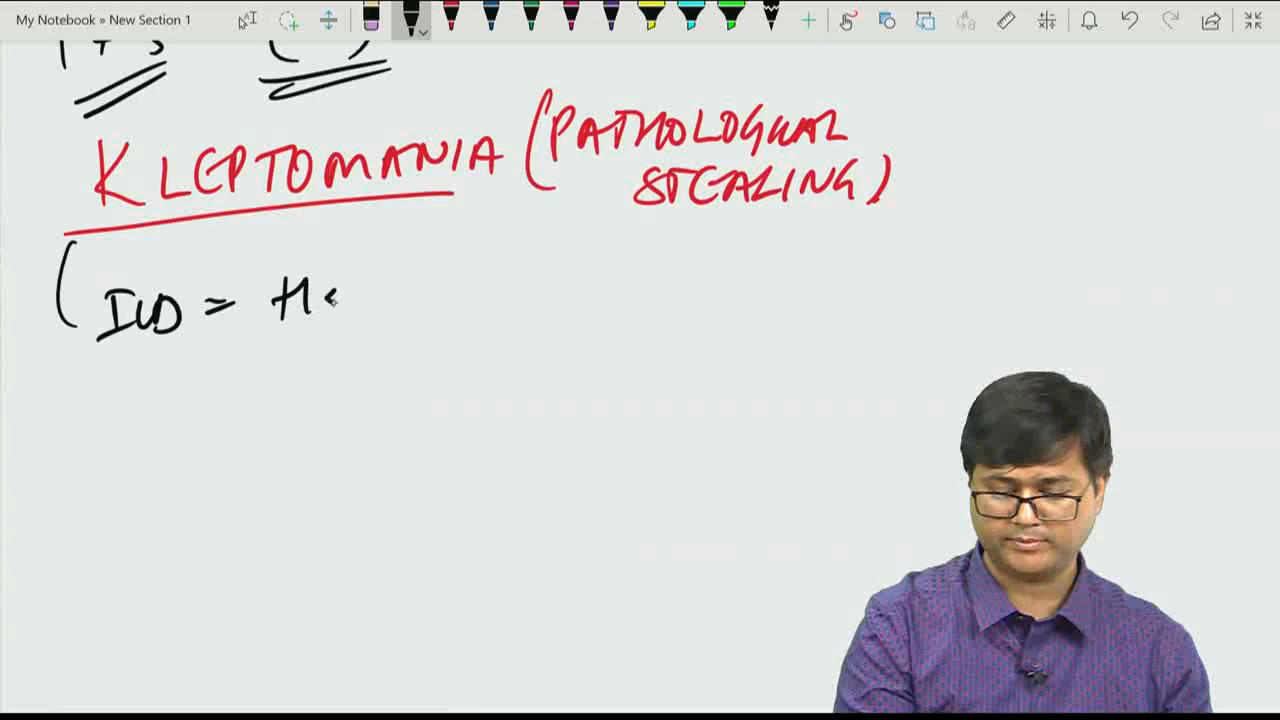 My Notebook » New Section 1
KLEPTOMANIA (PATHOLOGICAL
STEALING)
( ICD =